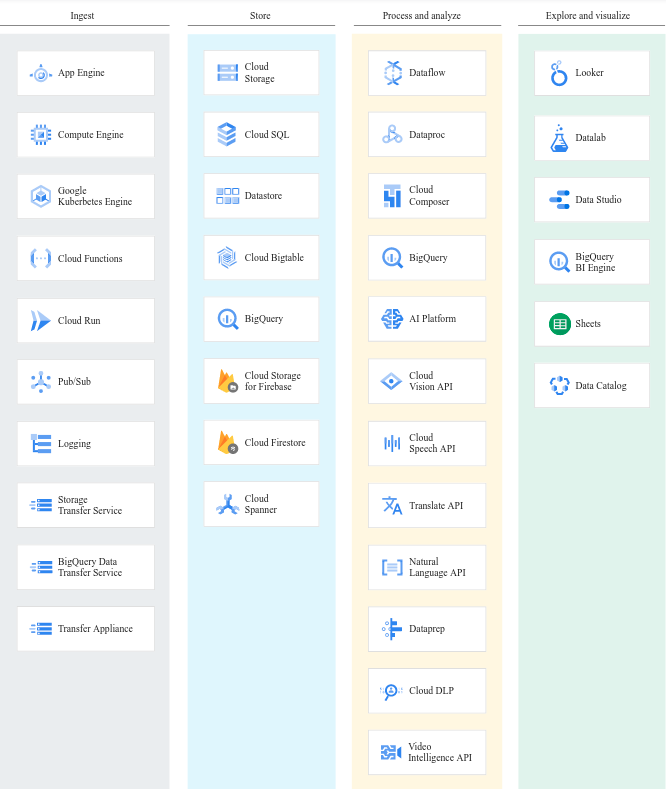 Ingest
App Engine
Compute Engine
Google
Kuberbetes Engine
Cloud Functions
Cloud Run
Pub/Sub
Logging
Storage
Transfer Service
BigQuery Data
Transfer Service
Transfer Appliance
Store
Cloud
Storage
Cloud SQL
Datastore
Cloud Bigtable
BigQuery
Cloud Storage
for Firebase
Cloud Firestore
Cloud
Spanner
Process and analyze
Dataflow
Dataproc
Cloud
Composer
BigQuery
AI Platform
Cloud
Vision API
Cloud
Speech API
Translate API
Natural
Language API
Dataprep
Cloud DLP
Video
Intelligence API
Explore and visualize
Looker
Datalab
Data Studio
BigQuery
BI Engine
Sheets
Data Catalog